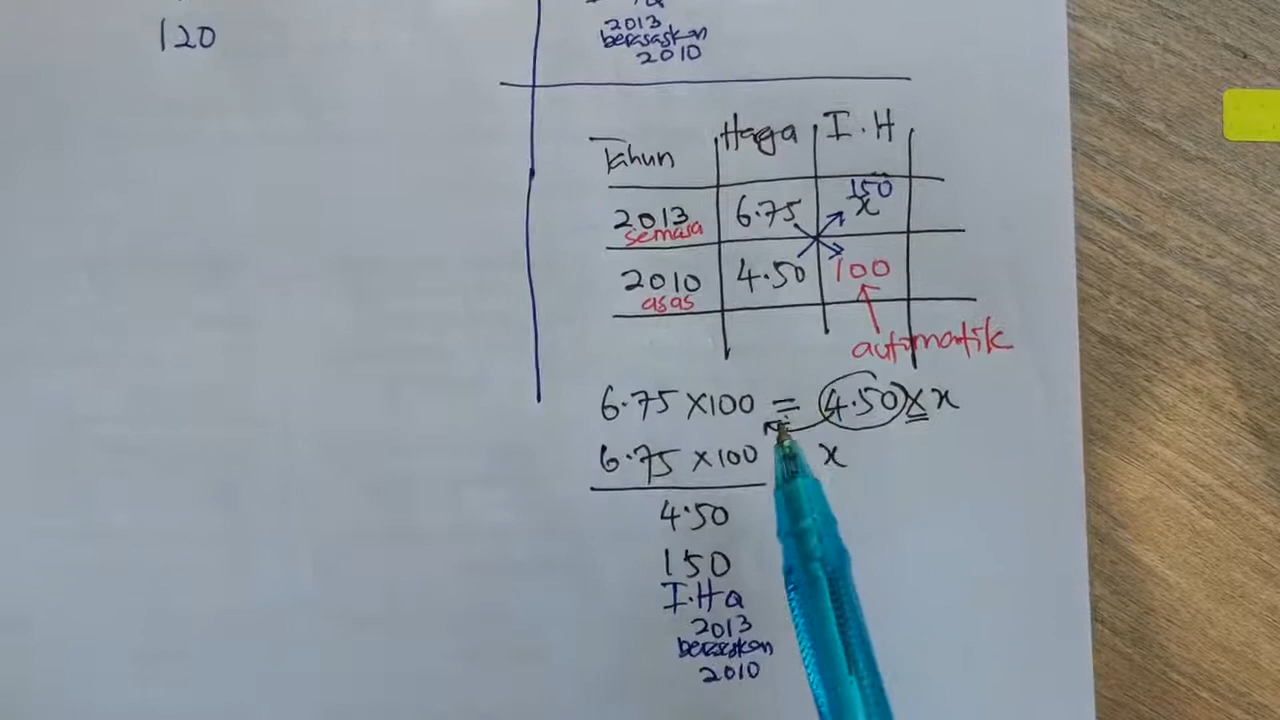 120
2013
berasaskan
2010
Tahun Haga I.H
2013 6.75 150
semasa x
2010 4.50 100
asas
automatik
6.75 ×100 = 4.50 × x
6.75 ×100 x
4.50
150
I.Ha
2013
berasaskan
2010